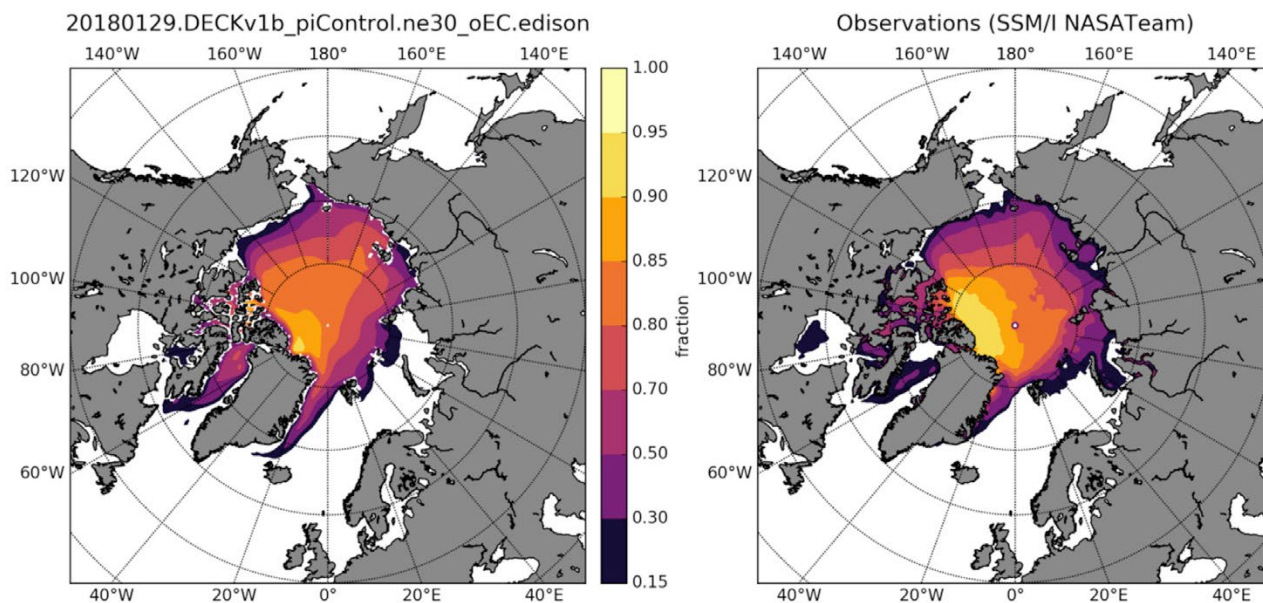 20180129.DECKv1b_piControl.ne30_oEC.edison
140°W 160°W 180° 160°E 140°E
120°W
100°W
80°W
60°W
40°W 20°W 0° 20°E 40°E
1.00
0.95
0.90
0.85
0.80
0.70
0.50
0.30
0.15
fraction
Observations (SSM/I NASATeam)
140°W 160°W 180° 160°E 140°E
120°W
100°W
80°W
60°W
40°W 20°W 0° 20°E 40°E